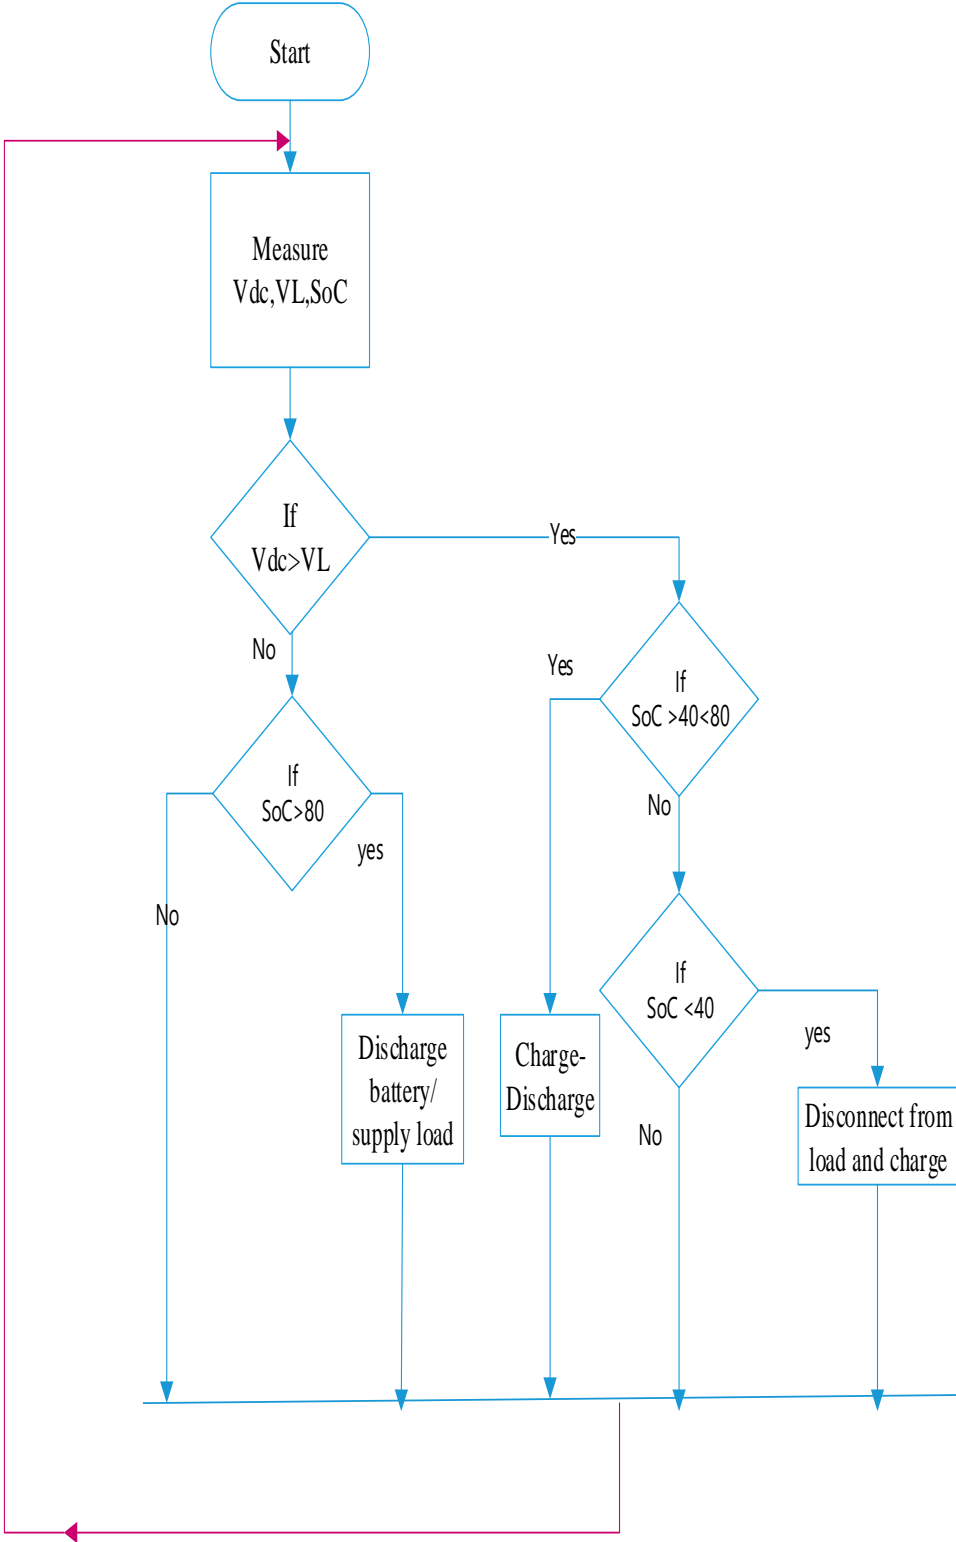 Start
Measure
Vdc,VL,SoC
If
Vdc>VL
Yes
No
Yes
If
SoC >40<80
If
SoC>80
No
yes
No
If
SoC <40
yes
Discharge
battery/
supply load
Charge-
Discharge
No
Disconnect from
load and charge